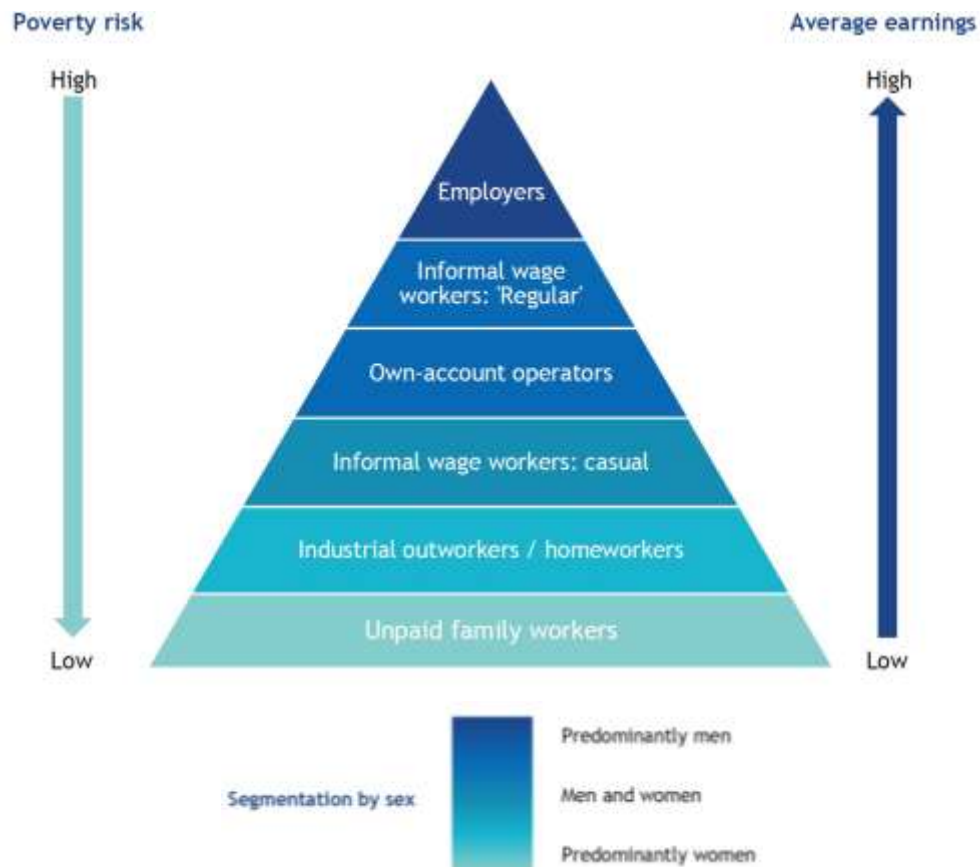 Poverty risk
Average earnings
High
High
Employers
Informal wage
workers: 'Regular'
Own-account operators
Informal wage workers: casual
Industrial outworkers / homeworkers
Unpaid family workers
Low
Low
Predominantly men
Segmentation by sex
Men and women
Predominantly women